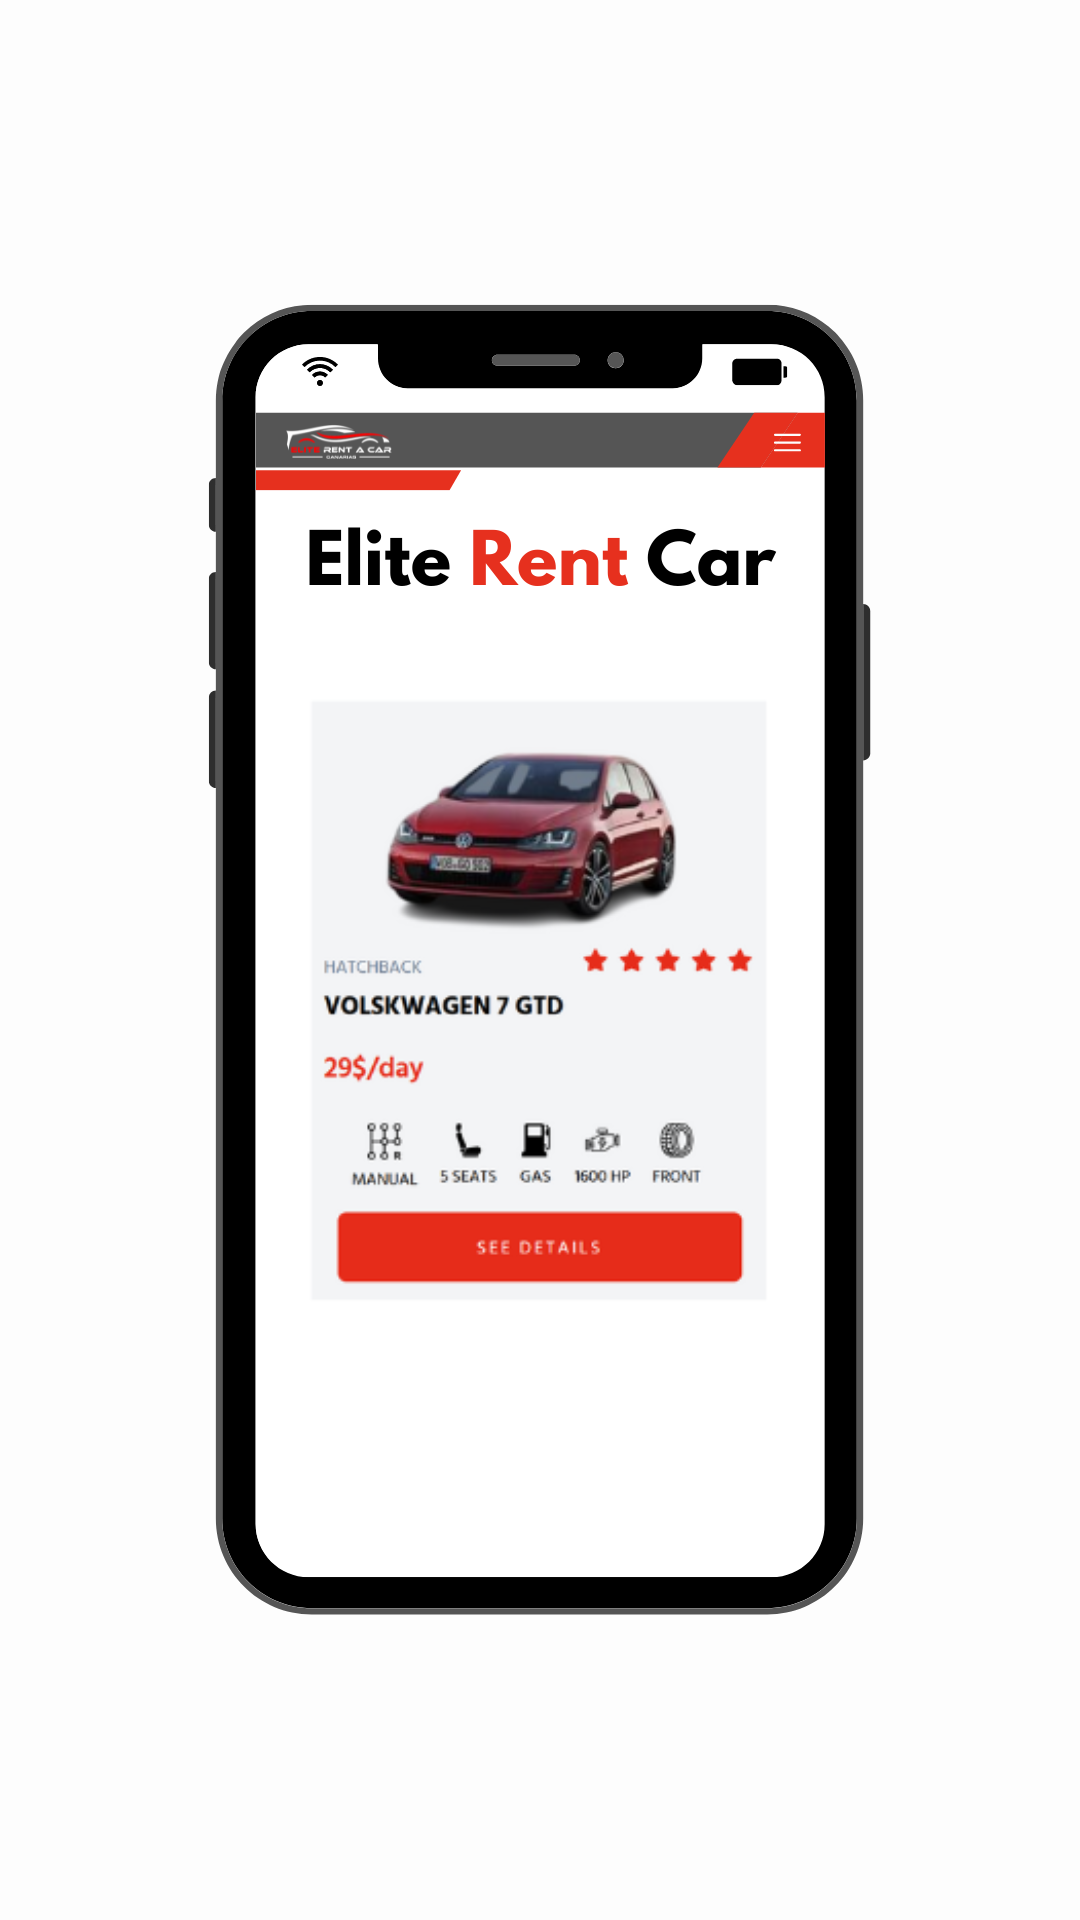 ELITE RENT A CAR
CANARIAS
Elite Rent Car
HATCHBACK
VOLSKWAGEN 7 GTD
29$/day
MANUAL
5 SEATS
GAS
1600 HP
FRONT
SEE DETAILS